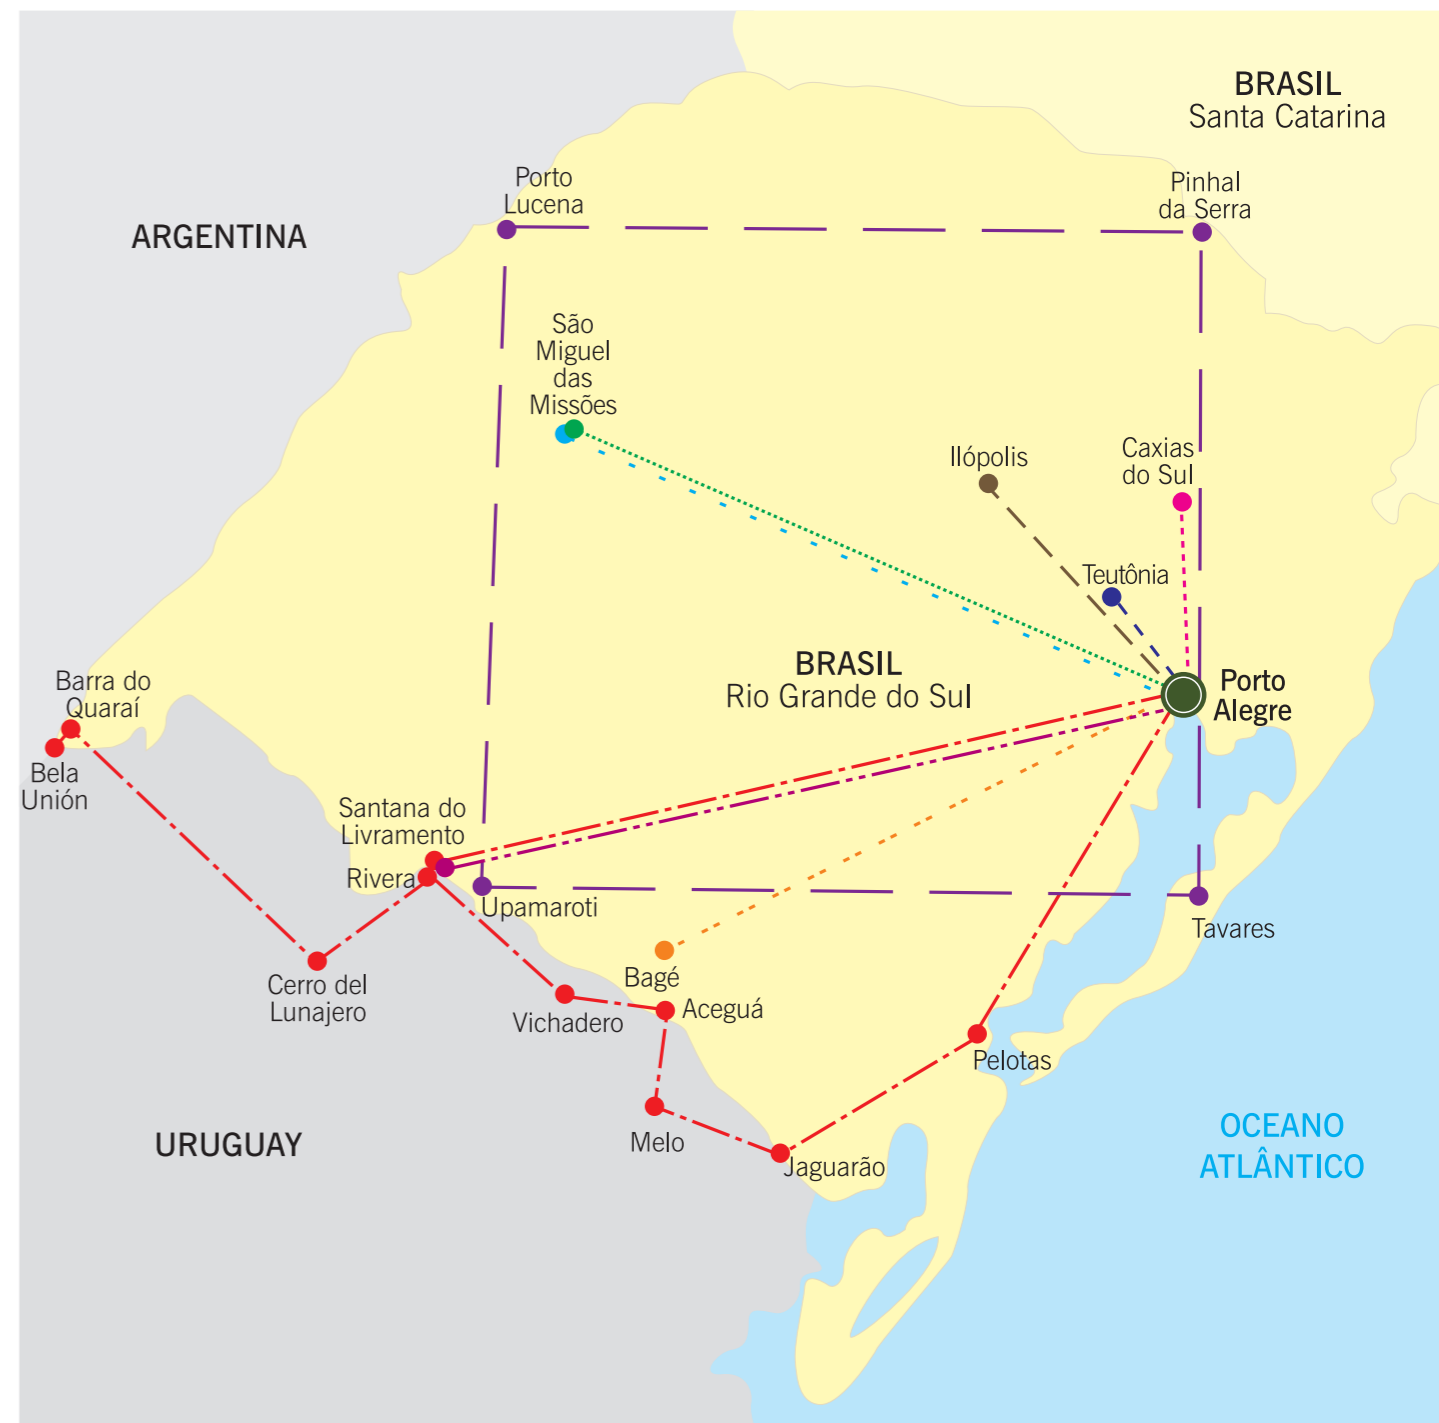 BRASIL
Santa Catarina
Porto
Lucena
Pinhal
da Serra
ARGENTINA
São
Miguel
das
Missões
Ilópolis
Caxias
do Sul
Teutônia
BRASIL
Rio Grande do Sul
Porto
Alegre
Barra do
Quaraí
Bela
Unión
Santana do
Livramento
Rivera
Upamaroti
Tavares
Bagé
Cerro del
Lunajero
Vichadero
Aceguá
Pelotas
Melo
Jaguarão
URUGUAY
OCEANO
ATLÂNTICO